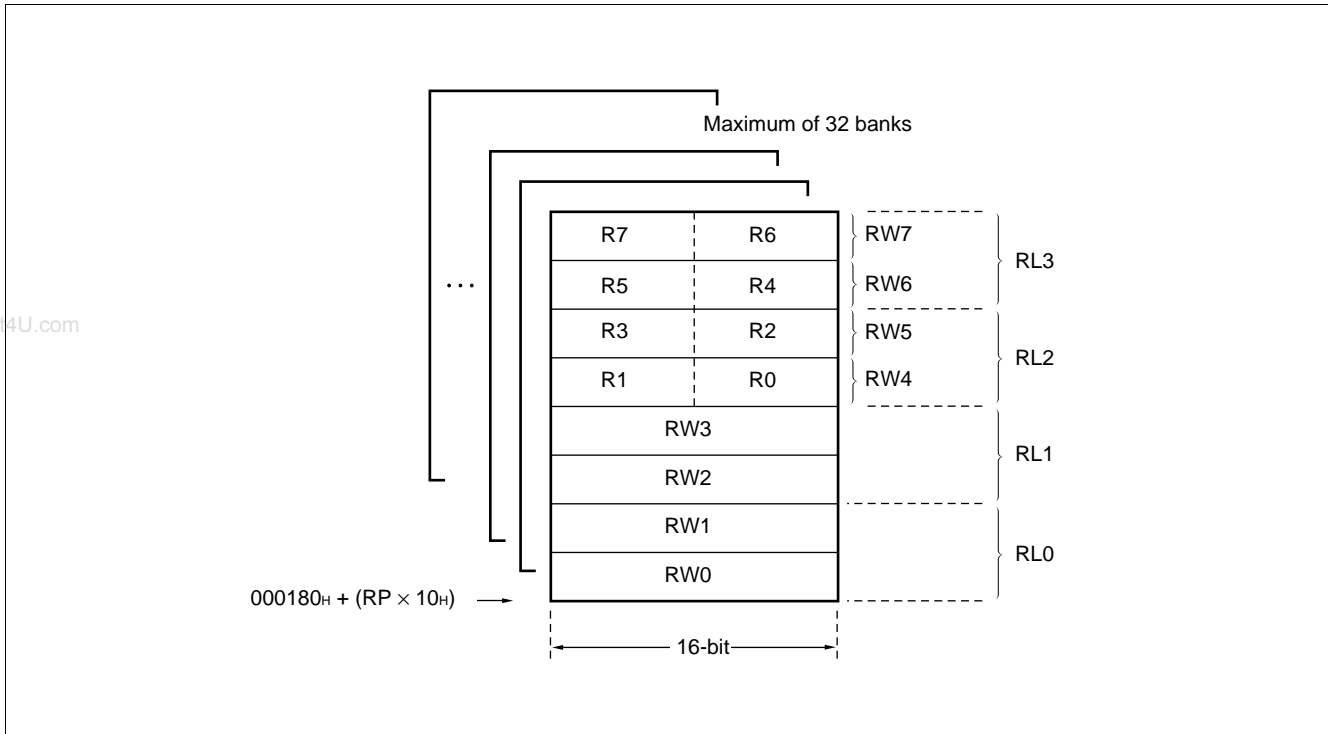 Maximum of 32 banks
R7 R6 RW7
RL3
... R5 R4 RW6
t4U.com
R3 R2 RW5
RL2
R1 R0 RW4
RW3
RL1
RW2
RW1
RL0
RW0
000180H + (RP × 10H)
16-bit